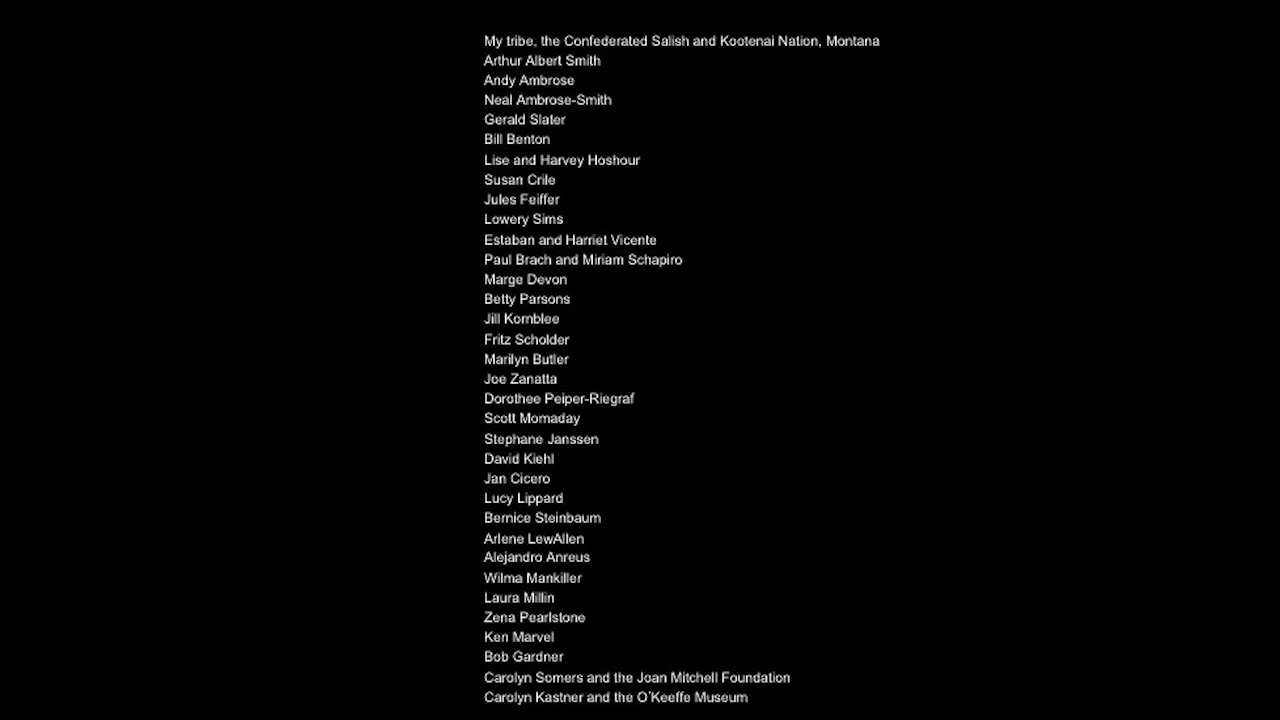 My tribe, the Confederated Salish and Kootenai Nation, Montana
Arthur Albert Smith
Andy Ambrose
Neal Ambrose-Smith
Gerald Slater
Bill Benton
Lise and Harvey Hoshour
Susan Crile
Jules Feiffer
Lowery Sims
Estaban and Harriet Vicente
Paul Brach and Miriam Schapiro
Marge Devon
Betty Parsons
Jill Kornblee
Fritz Scholder
Marilyn Butler
Joe Zanatta
Dorothee Peiper-Riegraf
Scott Momaday
Stephane Janssen
David Kiehl
Jan Cicero
Lucy Lippard
Bernice Steinbaum
Arlene LewAllen
Alejandro Anreus
Wilma Mankiller
Laura Millin
Zena Pearlstone
Ken Marvel
Bob Gardner
Carolyn Somers and the Joan Mitchell Foundation
Carolyn Kastner and the O'Keeffe Museum